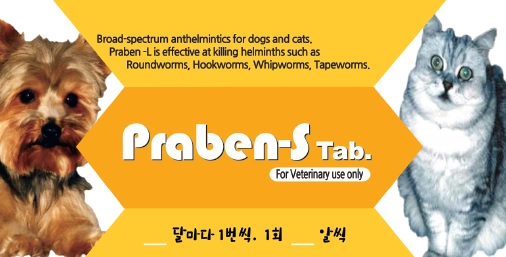 Broad-spectrum anthelmintics for dogs and cats.
Praben -L is effective at killing helminths such as
Roundworms, Hookworms, Whipworms, Tapeworms.
Praben-S Tab.
For Veterinary use only
___ 달마다 1번씩. 1회 ___ 알씩